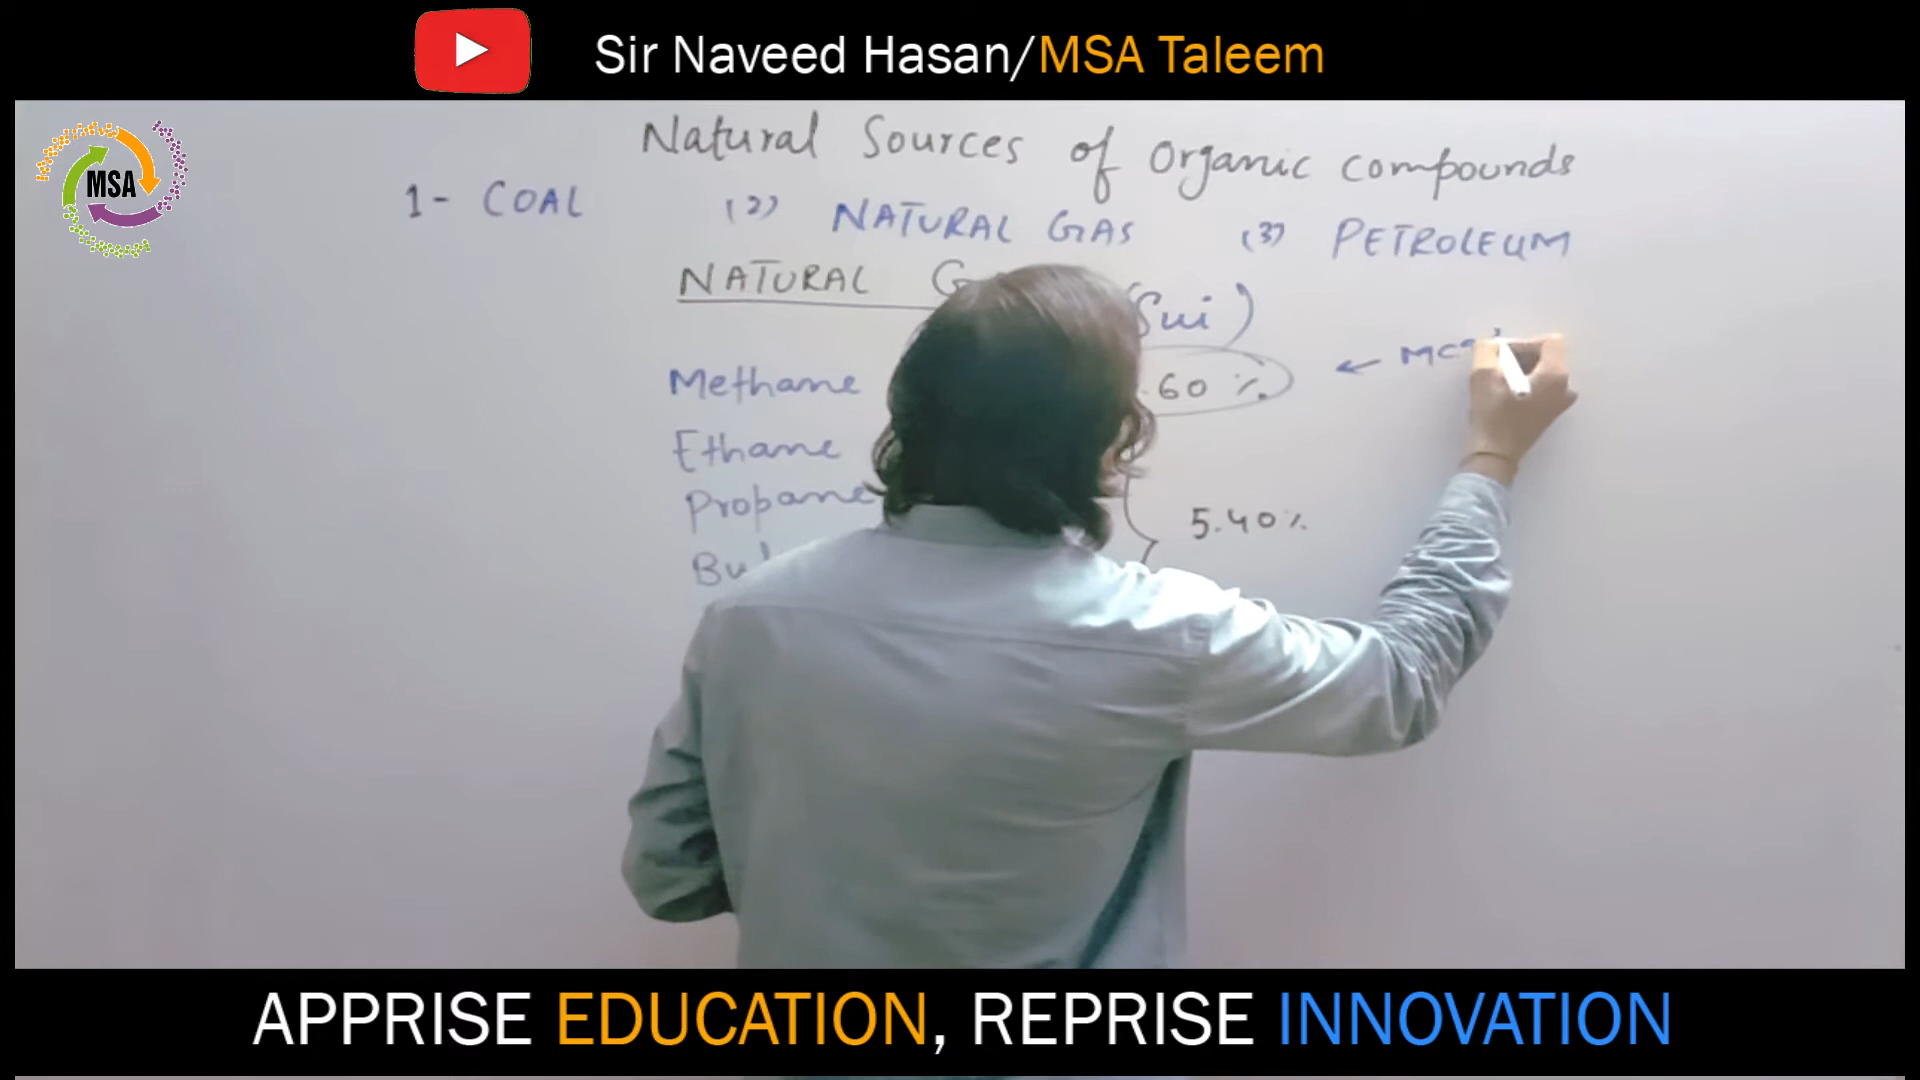 Sir Naveed Hasan/MSA Taleem
MSA
Natural Sources of Organic compounds
1- COAL (2) NATURAL GAS (3) PETROLEUM
NATURAL
(Sui)
Methane .60 % ←
Ethane
Propane 5.40%
APPRISE EDUCATION, REPRISE INNOVATION